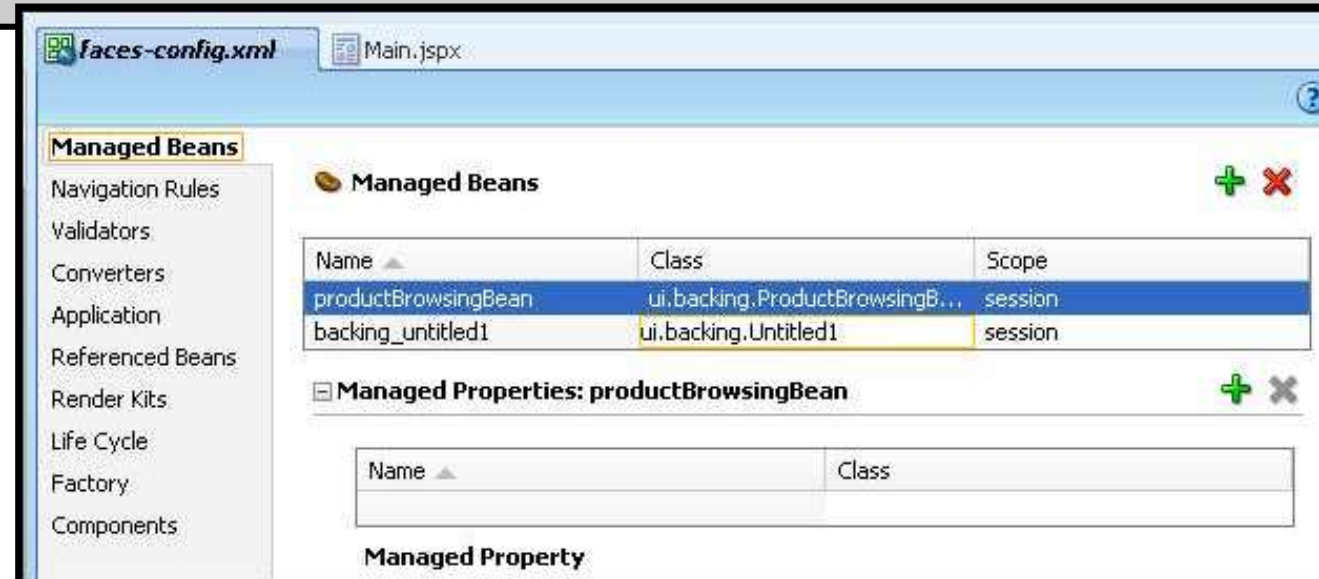 faces-config.xml Main.jspx
?
Managed Beans
Navigation Rules
Validators
Converters
Application
Referenced Beans
Render Kits
Life Cycle
Factory
Components
Managed Beans
Name Class Scope
productBrowsingBean ui.backing.ProductBrowsingB... session
backing_untitled1 ui.backing.Untitled1 session
Managed Properties: productBrowsingBean
Name Class
Managed Property